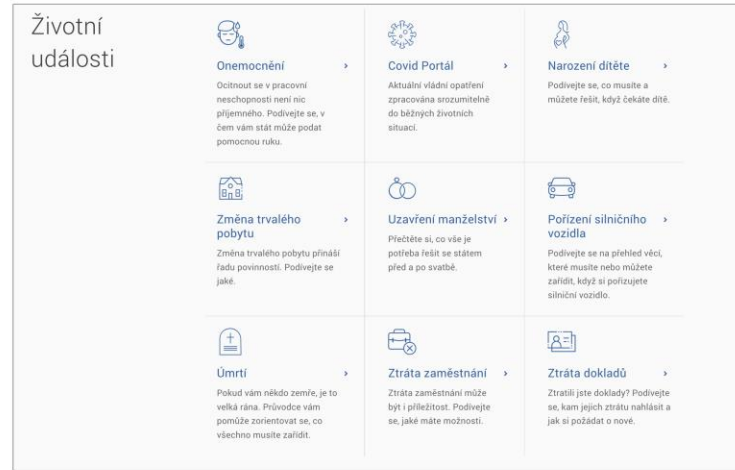 Životní
události
Onemocnění
Ocitnout se v pracovní
neschopnosti není nic
příjemného. Podívejte se, v
čem vám stát může podat
pomocnou ruku.
Covid Portál
Aktuální vládní opatření
zpracována srozumitelně
do běžných životních
situací.
Narození dítěte
Podívejte se, co musíte a
můžete řešit, když čekáte dítě.
Změna trvalého
pobytu
Změna trvalého pobytu přináší
řadu povinností. Podívejte se
jaké.
Uzavření manželství
Přečtěte si, co vše je
potřeba řešit se státem
před a po svatbě.
Pořízení silničního
vozidla
Podívejte se na přehled věcí,
které musíte nebo můžete
zařídit, když si pořizujete
silniční vozidlo.
Úmrtí
Pokud vám někdo zemře, je to
velká rána. Průvodce vám
pomůže zorientovat se, co
všechno musíte zařídit.
Ztráta zaměstnání
Ztráta zaměstnání může
být i příležitost. Podívejte
se, jaké máte možnosti.
Ztráta dokladů
Ztratili jste doklady? Podívejte
se, kam jejich ztrátu nahlásit a
jak si požádat o nové.